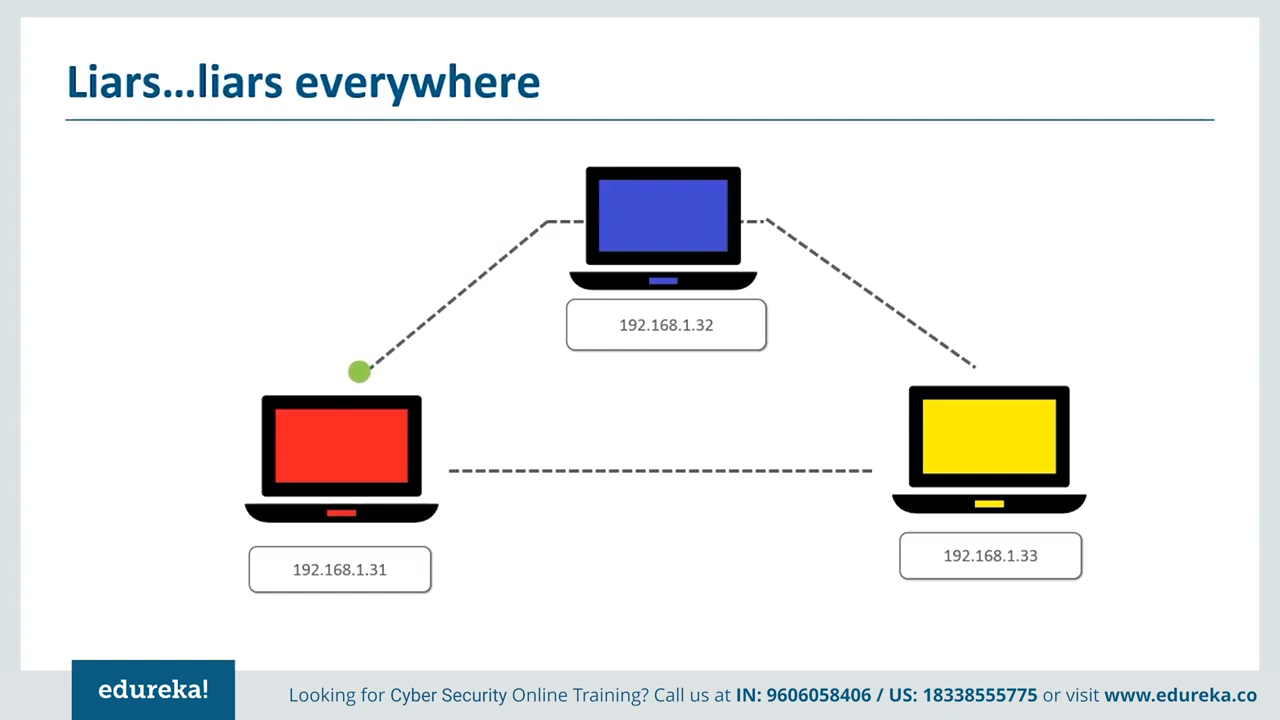 Liars...liars everywhere
192.168.1.32
192.168.1.31
192.168.1.33
edureka!
Looking for Cyber Security Online Training? Call us at IN: 9606058406 / US: 18338555775 or visit www.edureka.co